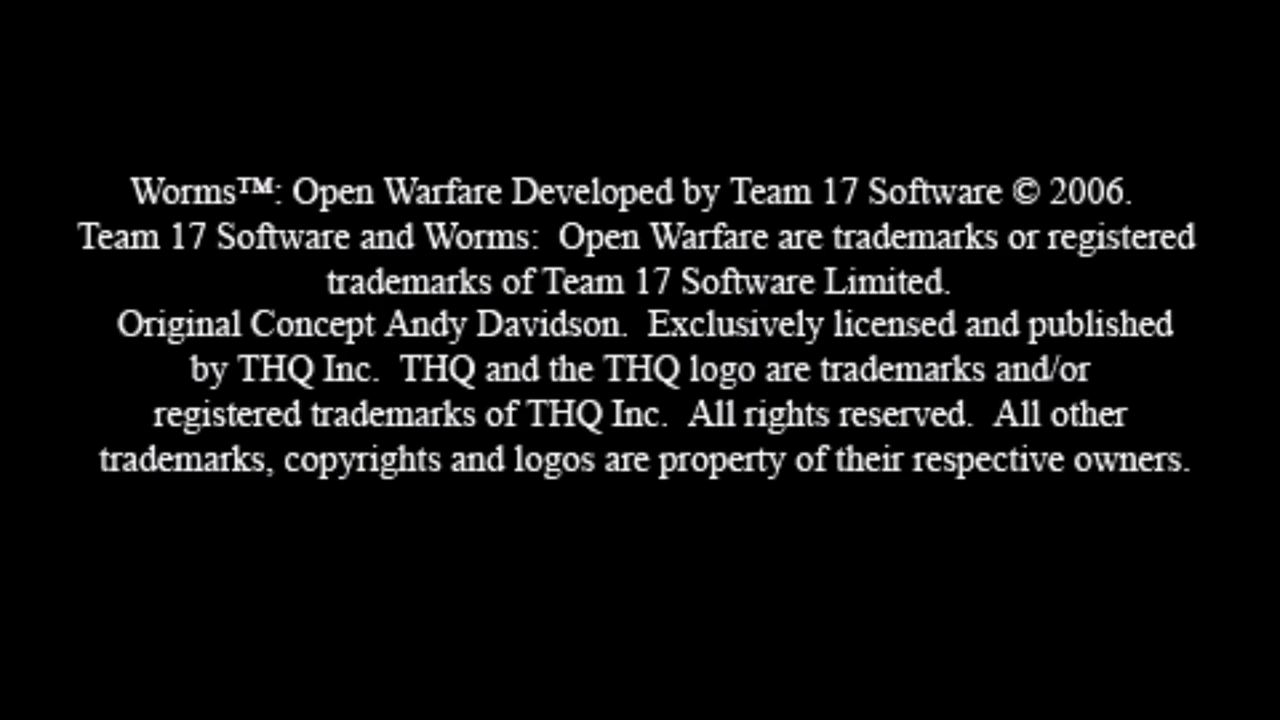 Worms™: Open Warfare Developed by Team 17 Software © 2006.
Team 17 Software and Worms:  Open Warfare are trademarks or registered
trademarks of Team 17 Software Limited.
Original Concept Andy Davidson.  Exclusively licensed and published
by THQ Inc.  THQ and the THQ logo are trademarks and/or
registered trademarks of THQ Inc.  All rights reserved.  All other
trademarks, copyrights and logos are property of their respective owners.